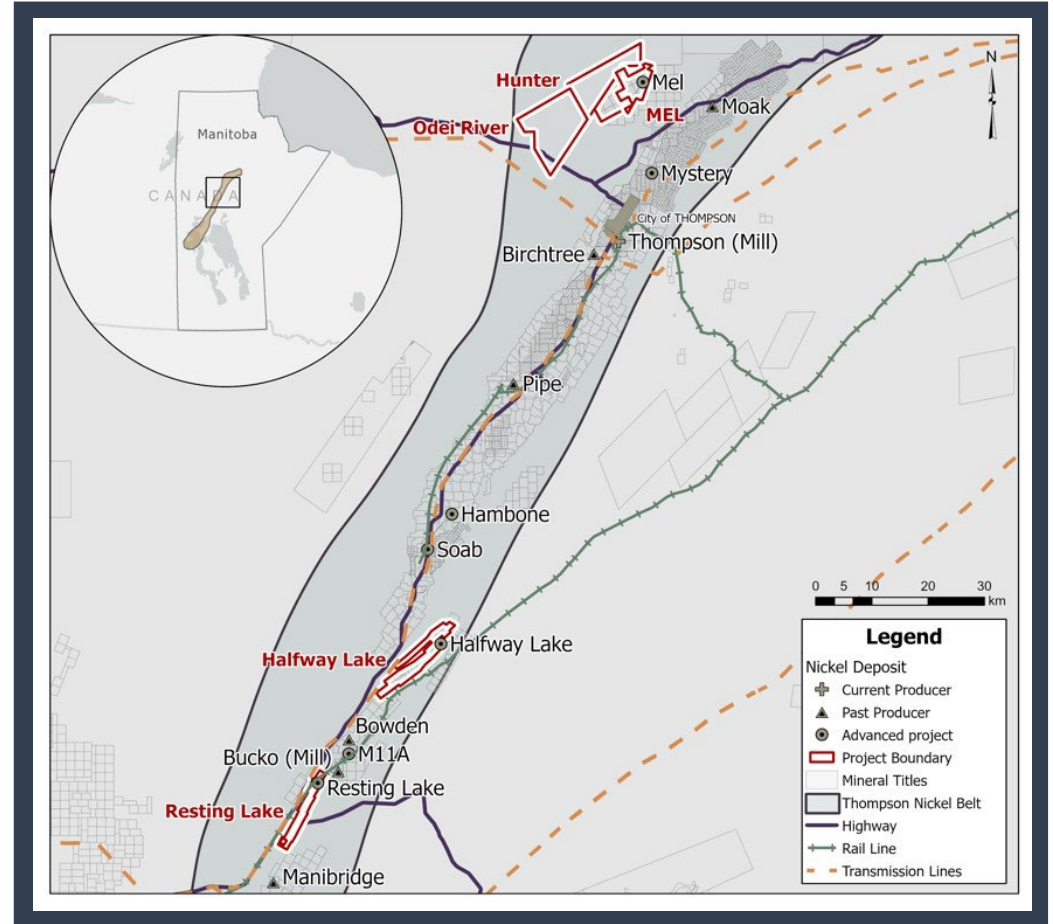 Manitoba
CANADA
Hunter
Mel
MEL
Moak
Odei River
N
Mystery
City of THOMPSON
Thompson (Mill)
Birchtree
Pipe
Hambone
Soab
Halfway Lake
Halfway Lake
Bowden
Bucko (Mill)
M11A
Resting Lake
Resting Lake
Manibridge
0 5 10 20 30
km
Legend
Nickel Deposit
Current Producer
Past Producer
Advanced project
Project Boundary
Mineral Titles
Thompson Nickel Belt
Highway
Rail Line
Transmission Lines